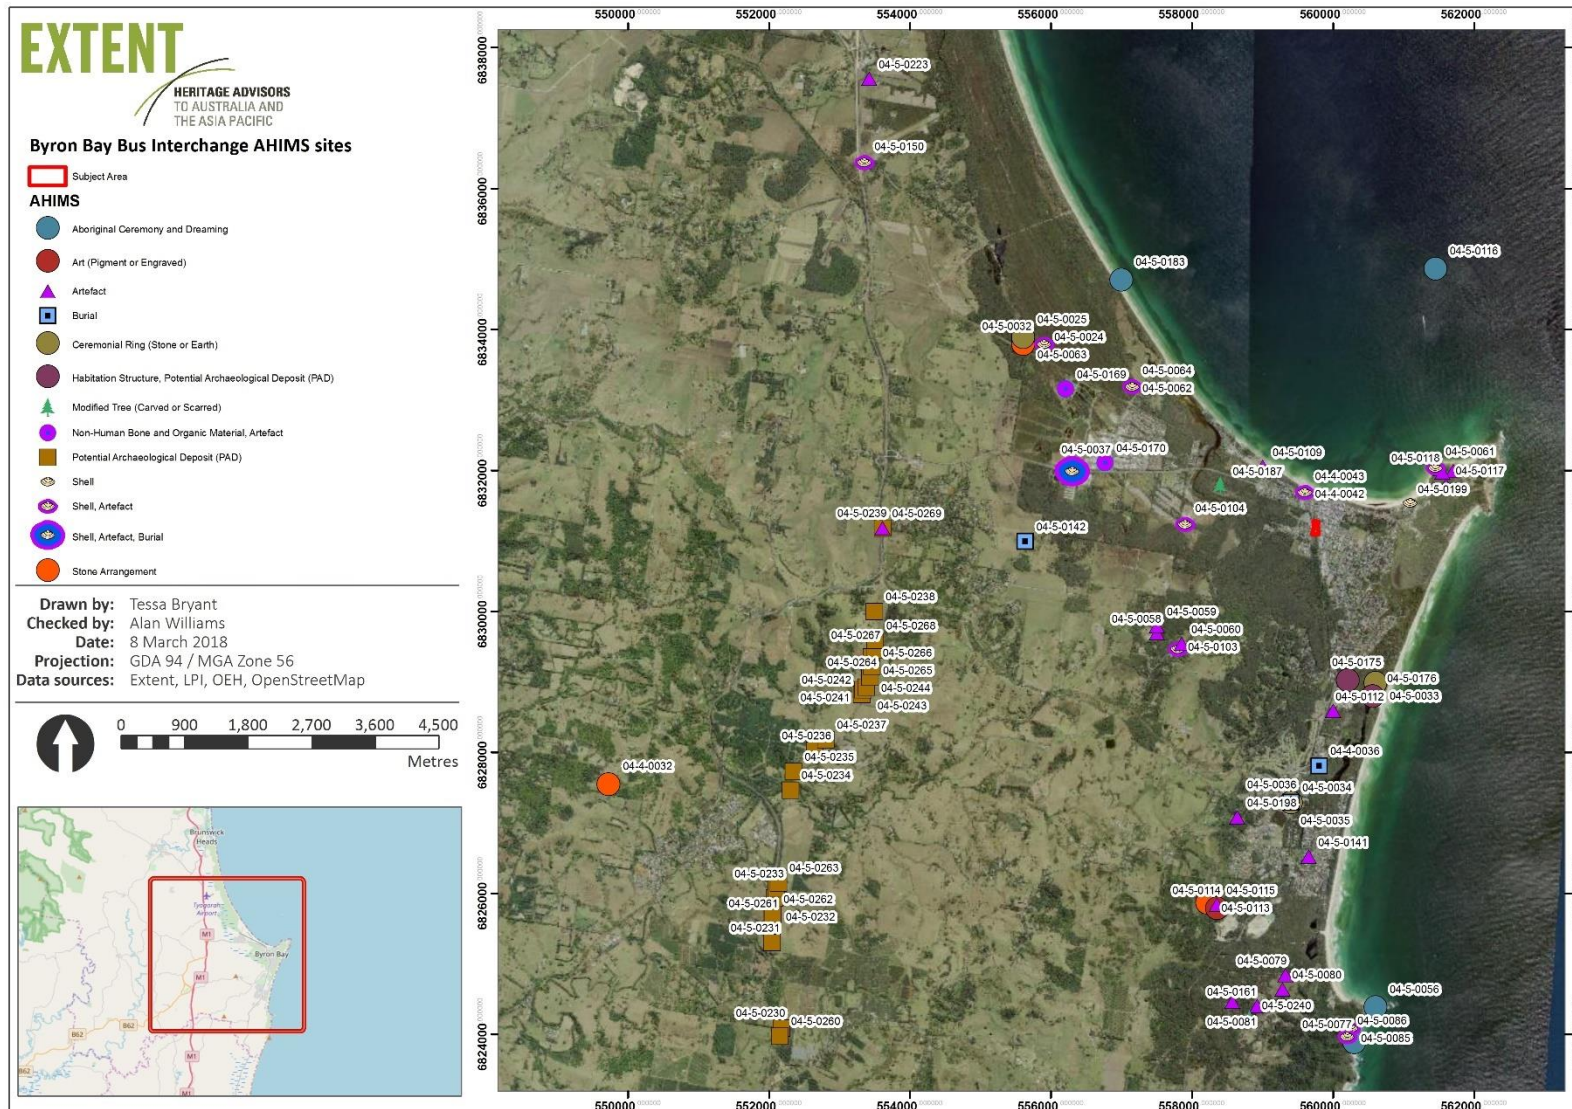 EXTENT
HERITAGE ADVISORS
TO AUSTRALIA AND
THE ASIA PACIFIC
Byron Bay Bus Interchange AHIMS sites
Subject Area
AHIMS
Aboriginal Ceremony and Dreaming
Art (Pigment or Engraved)
Artefact
Burial
Ceremonial Ring (Stone or Earth)
Habitation Structure, Potential Archaeological Deposit (PAD)
Modified Tree (Carved or Scarred)
Non-Human Bone and Organic Material, Artefact
Potential Archaeological Deposit (PAD)
Shell
Shell, Artefact
Shell, Artefact, Burial
Stone Arrangement
Drawn by: Tessa Bryant
Checked by: Alan Williams
Date: 8 March 2018
Projection: GDA 94 / MGA Zone 56
Data sources: Extent, LPI, OEH, OpenStreetMap
0 900 1,800 2,700 3,600 4,500
Metres
Brunswick
Heads
Tyagarah
Airport
M1
Byron Bay
M1
B62
B62
M1
B62
M1
550000 552000 554000 556000 558000 560000 562000
6838000
6836000
6834000
6832000
6830000
6828000
6826000
6824000
04-5-0223
04-5-0150
04-5-0183
04-5-0116
04-5-0025
04-5-0032
04-5-0024
04-5-0063
04-5-0064
04-5-0169
04-5-0062
04-5-0037
04-5-0170
04-5-0109
04-5-0187
04-5-0118
04-5-0061
04-5-0117
04-4-0043
04-4-0042
04-5-0199
04-5-0104
04-5-0239
04-5-0269
04-5-0142
04-5-0238
04-5-0268
04-5-0267
04-5-0266
04-5-0264
04-5-0265
04-5-0242
04-5-0244
04-5-0241
04-5-0243
04-5-0237
04-5-0236
04-5-0235
04-5-0234
04-4-0032
04-5-0059
04-5-0058
04-5-0060
04-5-0103
04-5-0175
04-5-0176
04-5-0112
04-5-0033
04-4-0036
04-5-0036
04-5-0034
04-5-0198
04-5-0035
04-5-0141
04-5-0263
04-5-0233
04-5-0262
04-5-0261
04-5-0232
04-5-0231
04-5-0114
04-5-0115
04-5-0113
04-5-0079
04-5-0080
04-5-0161
04-5-0240
04-5-0081
04-5-0056
04-5-0077
04-5-0086
04-5-0085
04-5-0230
04-5-0260
550000 552000 554000 556000 558000 560000 562000